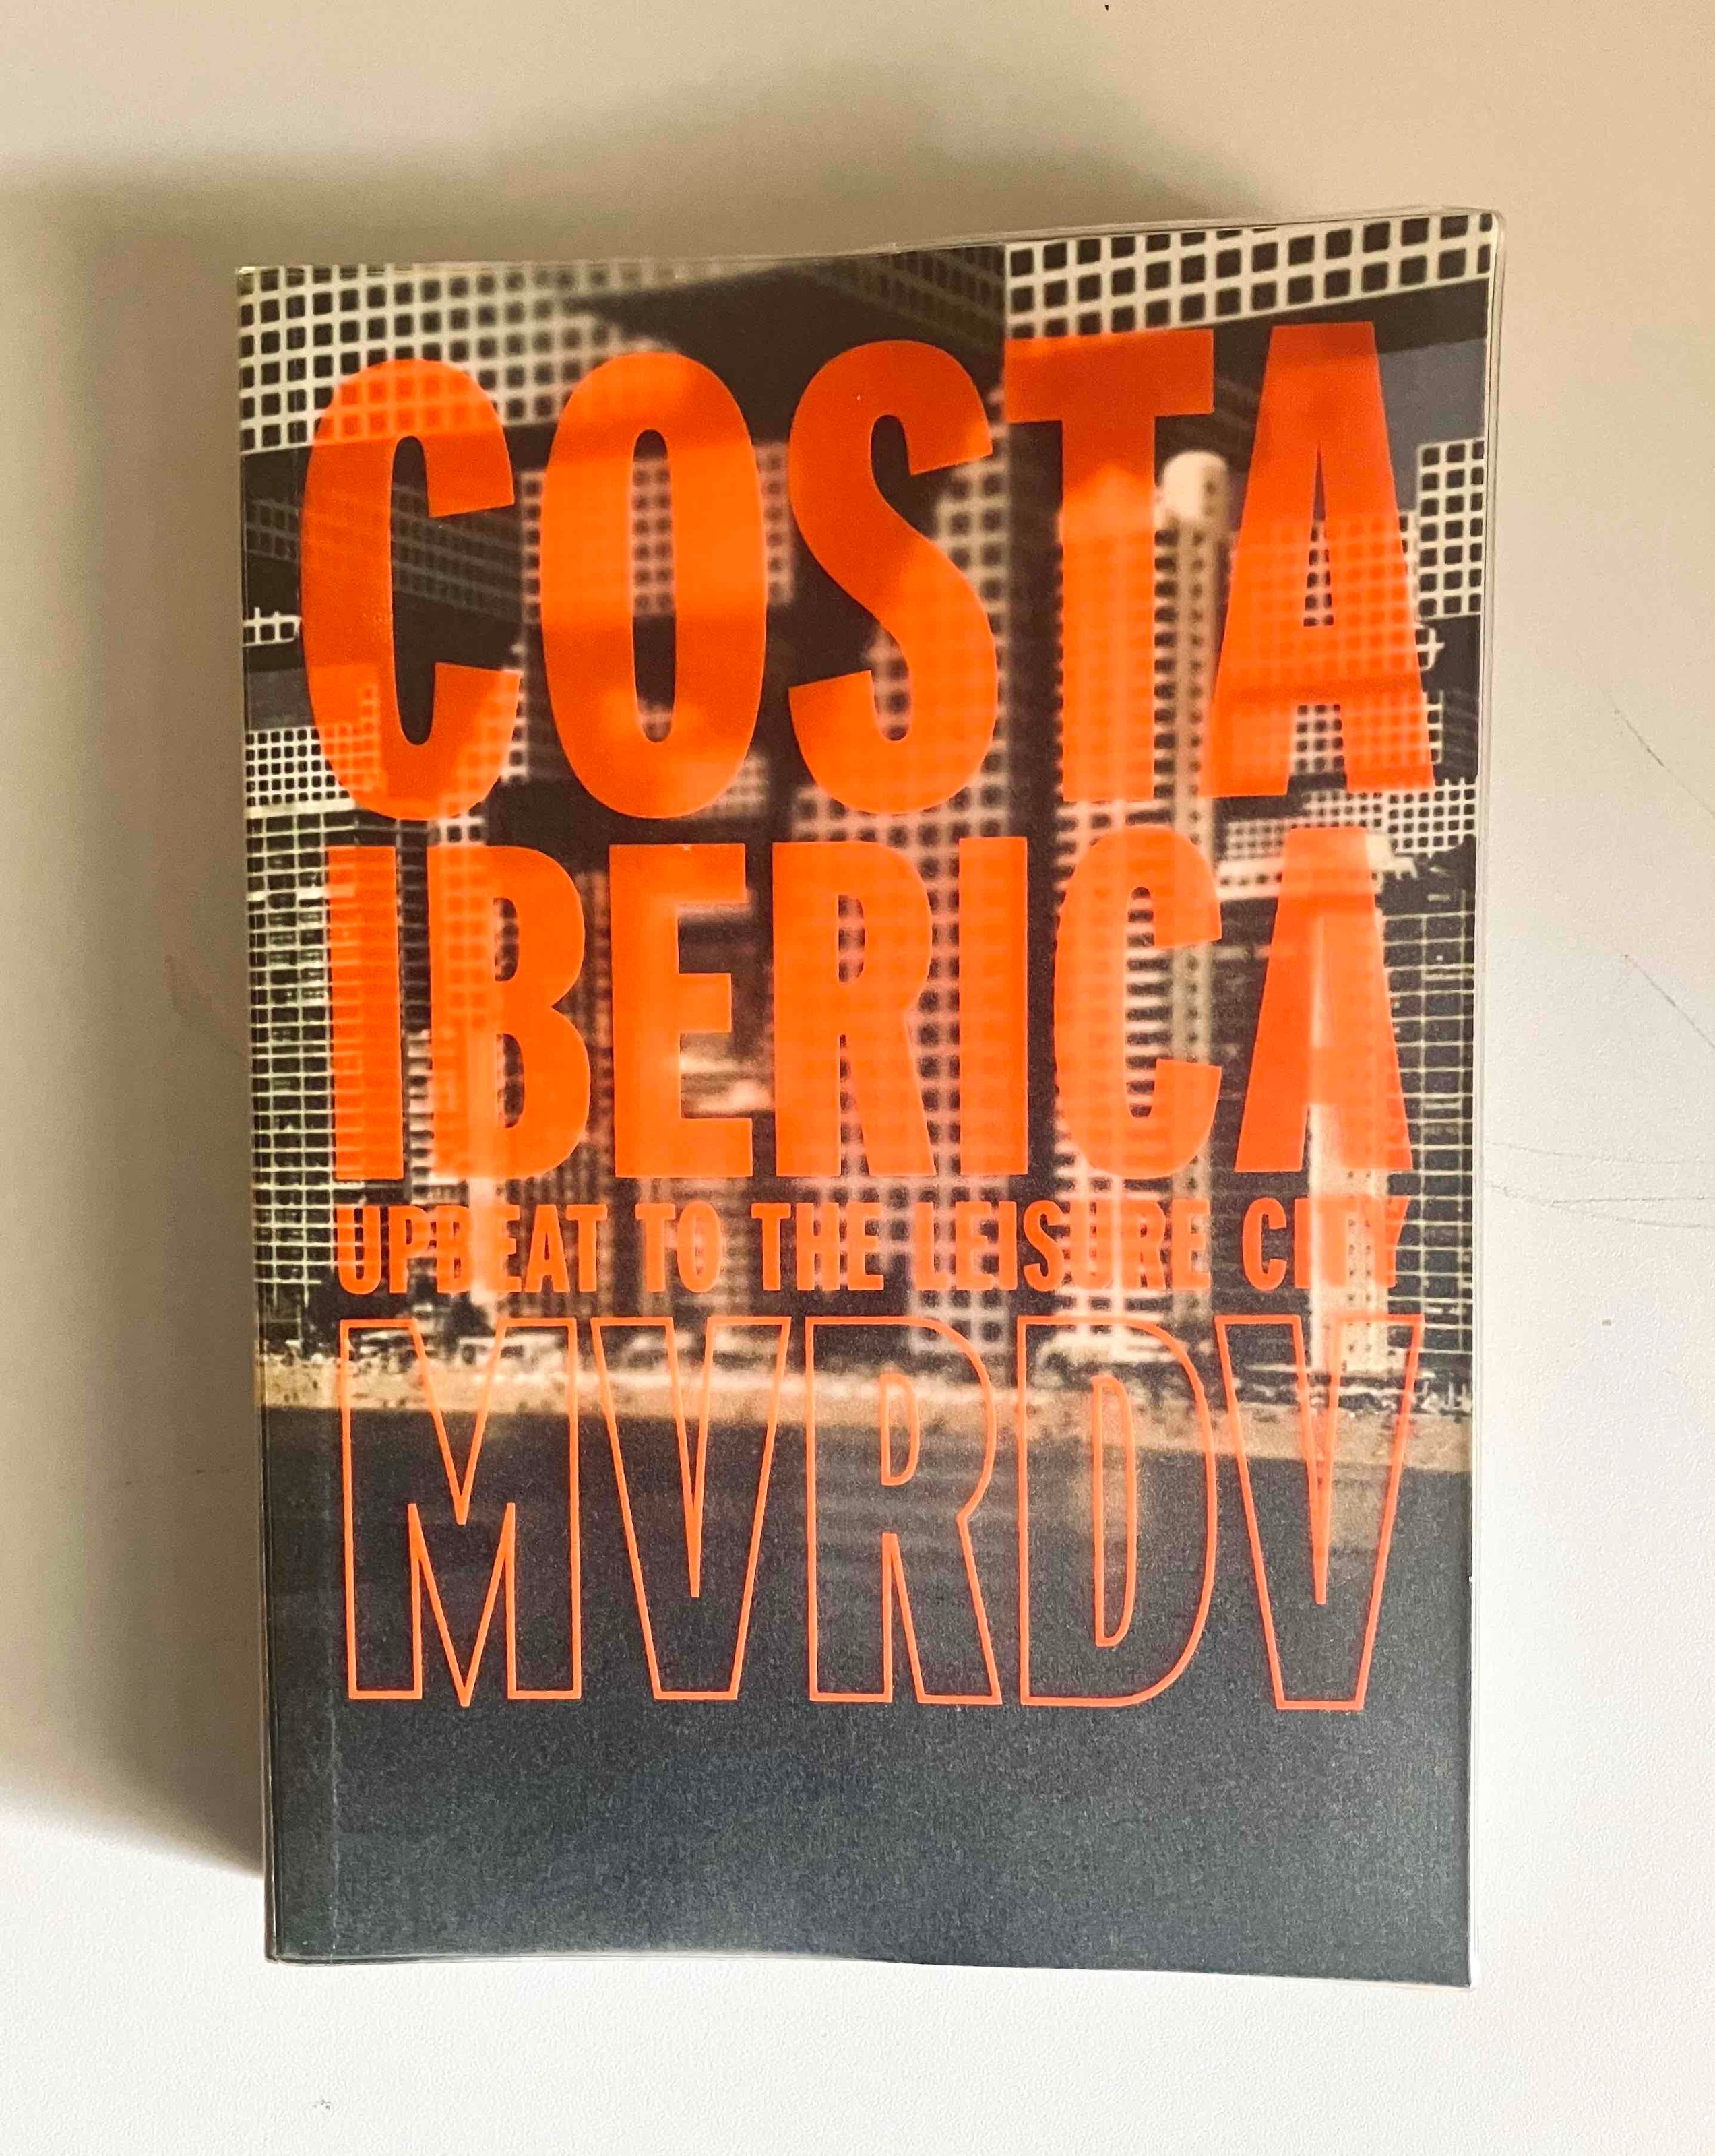 COSTA
IBERICA
UPBEAT TO THE LEISURE CITY
MVRDV